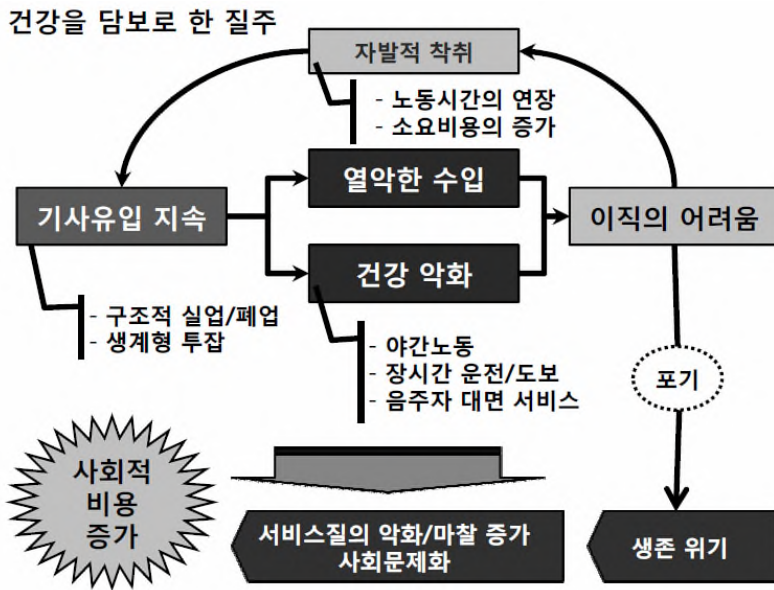 건강을 담보로 한 질주
자발적 착취
- 노동시간의 연장
- 소요비용의 증가
열악한 수입
기사유입 지속
이직의 어려움
건강 악화
- 구조적 실업/폐업
- 생계형 투잡
- 야간노동
- 장시간 운전/도보
- 음주자 대면 서비스
포기
사회적
비용
증가
서비스질의 악화/마찰 증가
사회문제화
생존 위기